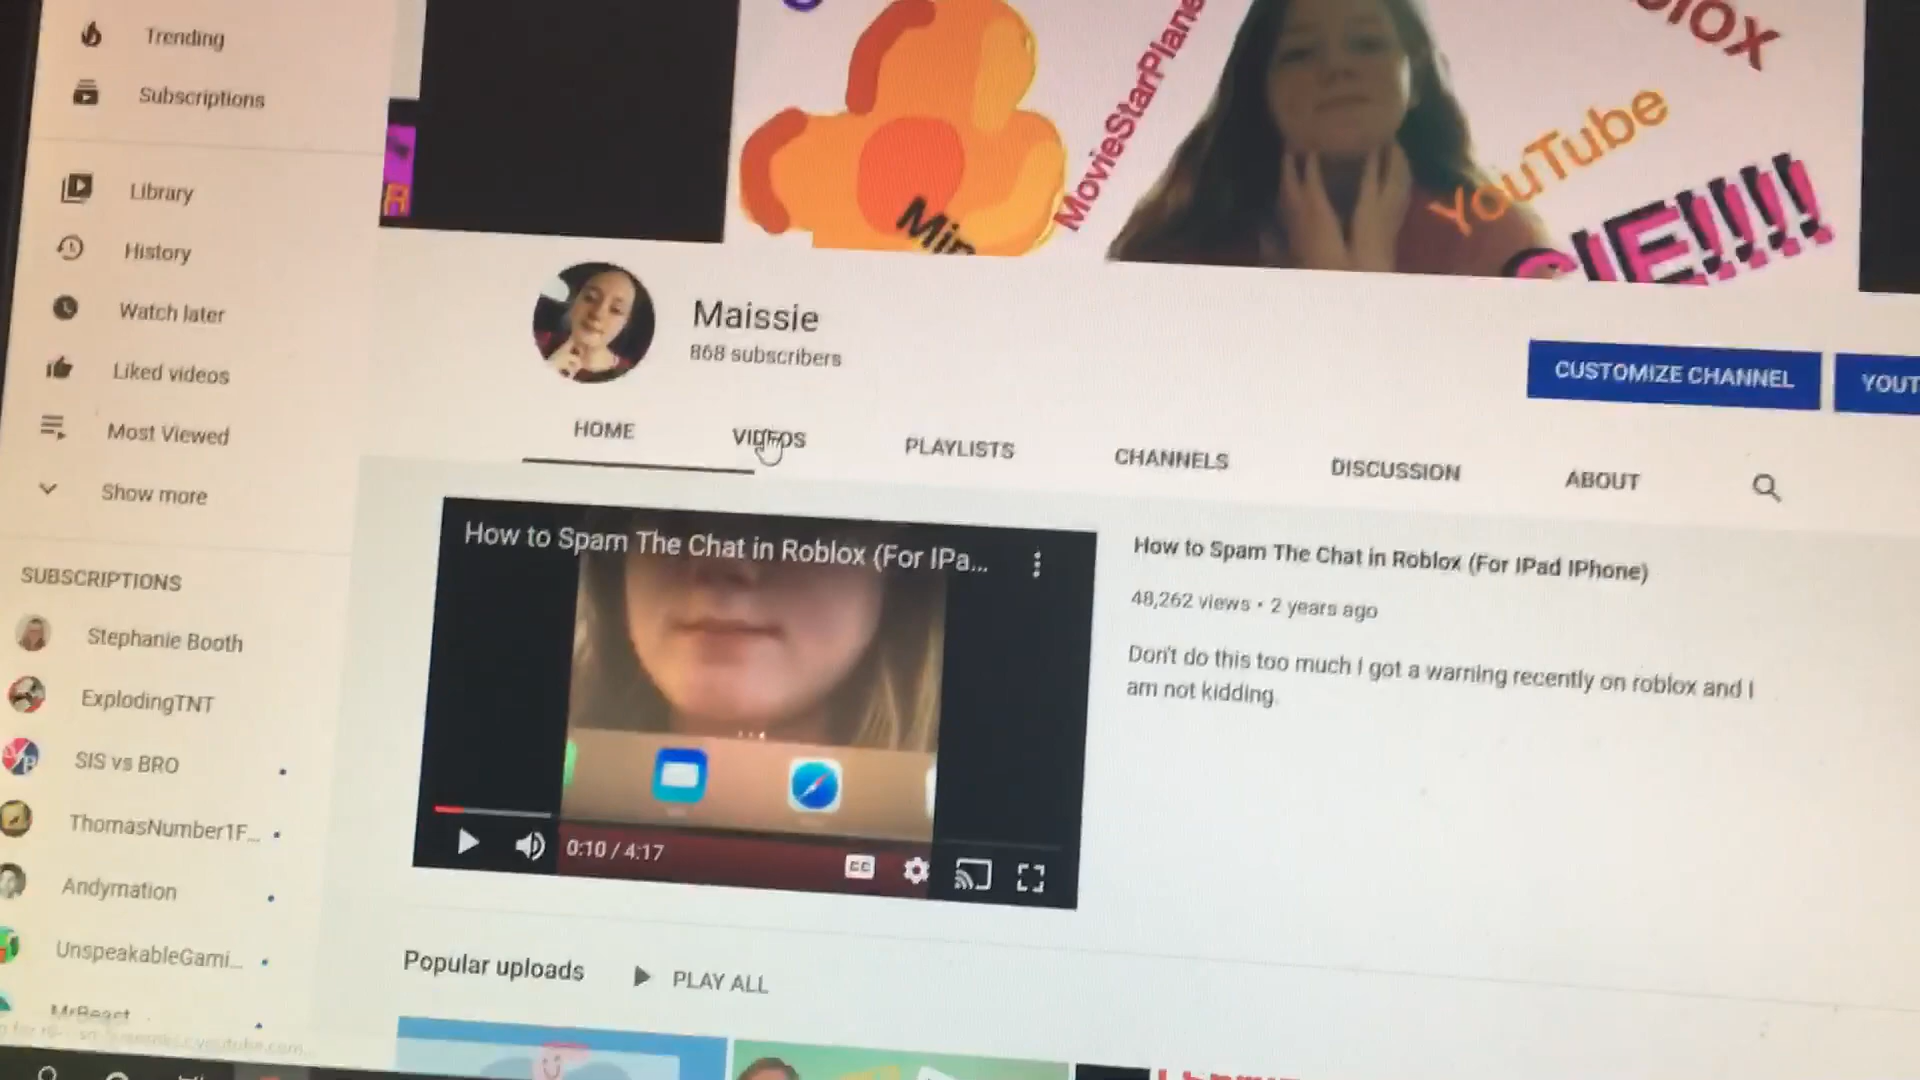 Trending
Subscriptions
Library
History
Watch later
Liked videos
Most Viewed
Show more
SUBSCRIPTIONS
Stephanie Booth
ExplodingTNT
SIS vs BRO
ThomasNumber1F...
Andymation
UnspeakableGami...
MrBeast
MovieStarPlane
YouTube
Maissie
868 subscribers
CUSTOMIZE CHANNEL
YOUT
HOME
VIDEOS
PLAYLISTS
CHANNELS
DISCUSSION
ABOUT
How to Spam The Chat in Roblox (For IPa...
0:10 / 4:17
CC
How to Spam The Chat in Roblox (For IPad IPhone)
48,262 views • 2 years ago
Don't do this too much I got a warning recently on roblox and I
am not kidding.
Popular uploads
PLAY ALL